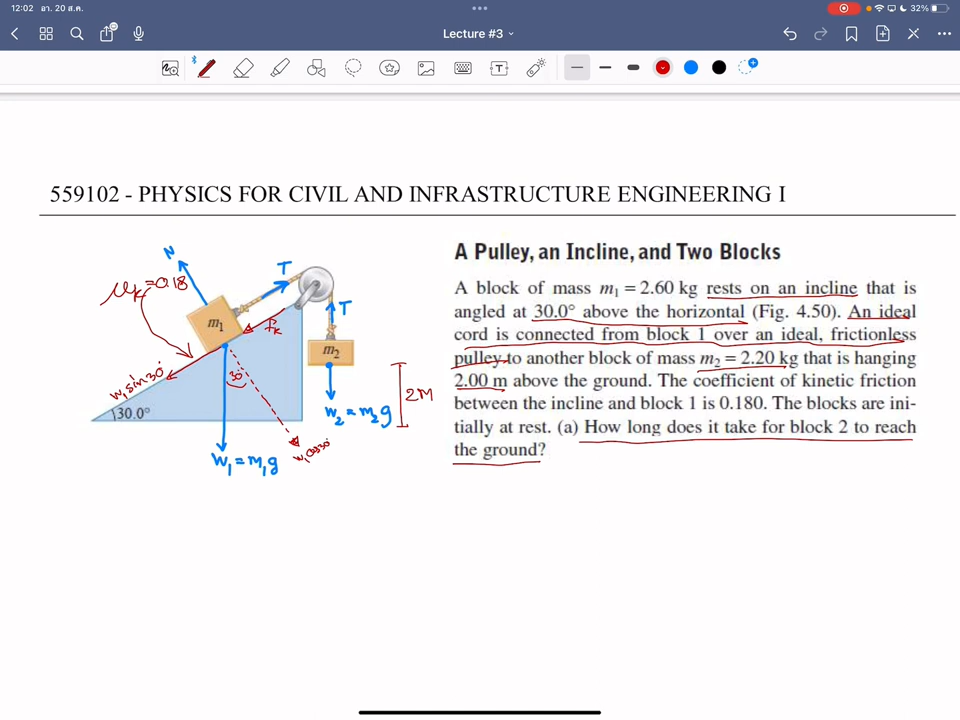 12:02 อา. 20 ส.ค.
32%
Lecture #3
559102 - PHYSICS FOR CIVIL AND INFRASTRUCTURE ENGINEERING I
A Pulley, an Incline, and Two Blocks
A block of mass m₁ = 2.60 kg rests on an incline that is
angled at 30.0° above the horizontal (Fig. 4.50). An ideal
cord is connected from block 1 over an ideal, frictionless
pulley to another block of mass m₂ = 2.20 kg that is hanging
2.00 m above the ground. The coefficient of kinetic friction
between the incline and block 1 is 0.180. The blocks are ini-
tially at rest. (a) How long does it take for block 2 to reach
the ground?
N
T
μk = 0.18
T
m₁
fk
m₂
w₁ sin 30°
30°
2M
30.0°
w₂ = m₂g
w₁ cos 30°
w₁ = m₁g